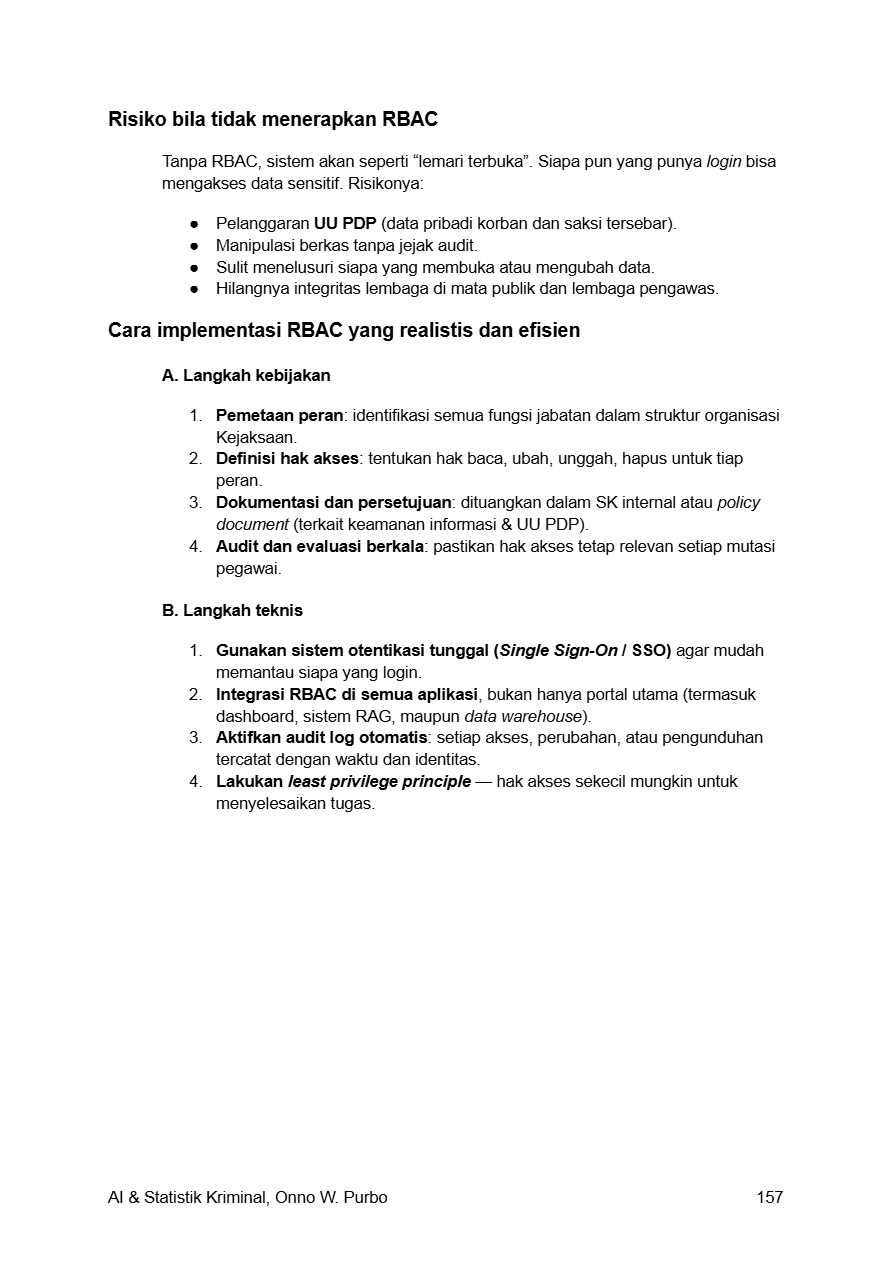 Risiko bila tidak menerapkan RBAC
Tanpa RBAC, sistem akan seperti “lemari terbuka”. Siapa pun yang punya login bisa
mengakses data sensitif. Risikonya:
● Pelanggaran UU PDP (data pribadi korban dan saksi tersebar).
● Manipulasi berkas tanpa jejak audit.
● Sulit menelusuri siapa yang membuka atau mengubah data.
● Hilangnya integritas lembaga di mata publik dan lembaga pengawas.
Cara implementasi RBAC yang realistis dan efisien
A. Langkah kebijakan
1. Pemetaan peran: identifikasi semua fungsi jabatan dalam struktur organisasi
Kejaksaan.
2. Definisi hak akses: tentukan hak baca, ubah, unggah, hapus untuk tiap
peran.
3. Dokumentasi dan persetujuan: dituangkan dalam SK internal atau policy
document (terkait keamanan informasi & UU PDP).
4. Audit dan evaluasi berkala: pastikan hak akses tetap relevan setiap mutasi
pegawai.
B. Langkah teknis
1. Gunakan sistem otentikasi tunggal (Single Sign-On / SSO) agar mudah
memantau siapa yang login.
2. Integrasi RBAC di semua aplikasi, bukan hanya portal utama (termasuk
dashboard, sistem RAG, maupun data warehouse).
3. Aktifkan audit log otomatis: setiap akses, perubahan, atau pengunduhan
tercatat dengan waktu dan identitas.
4. Lakukan least privilege principle — hak akses sekecil mungkin untuk
menyelesaikan tugas.
AI & Statistik Kriminal, Onno W. Purbo 157